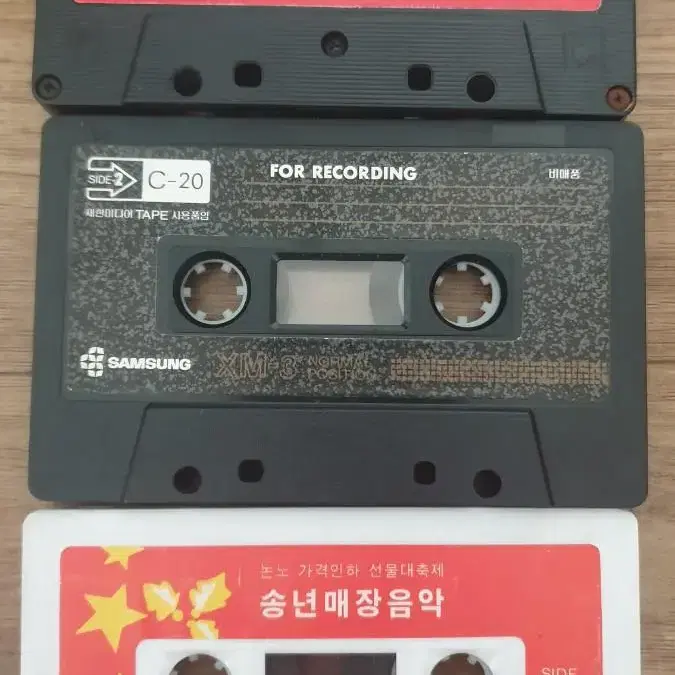 SIDE-2 C-20
FOR RECORDING
비매품
새한미디어 TAPE 사용품임
SAMSUNG
XM-3 NORMAL POSITION
논노 가격인하 선물대축제
송년매장음악
SIDE